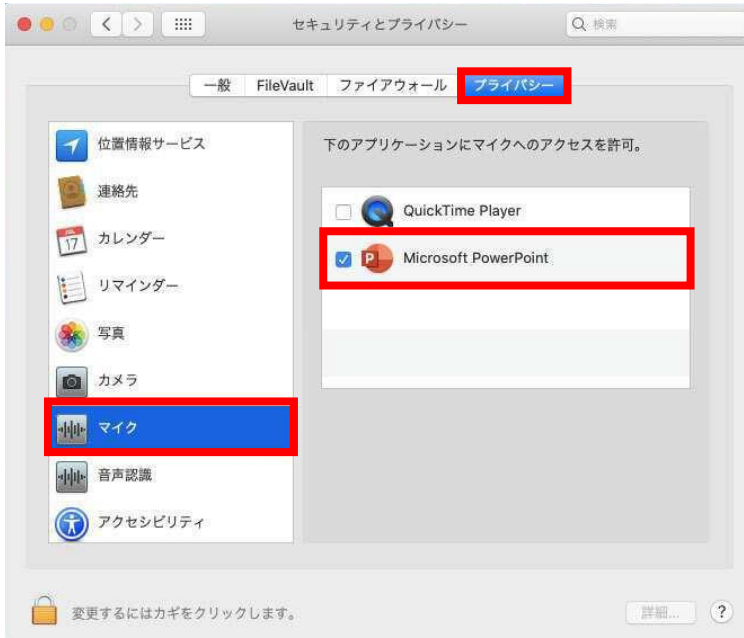 セキュリティとプライバシー
検索
一般 FileVault ファイアウォール プライバシー
位置情報サービス
連絡先
17
カレンダー
リマインダー
写真
カメラ
マイク
音声認識
アクセシビリティ
下のアプリケーションにマイクへのアクセスを許可。
QuickTime Player
P
Microsoft PowerPoint
変更するにはカギをクリックします。
詳細...
?